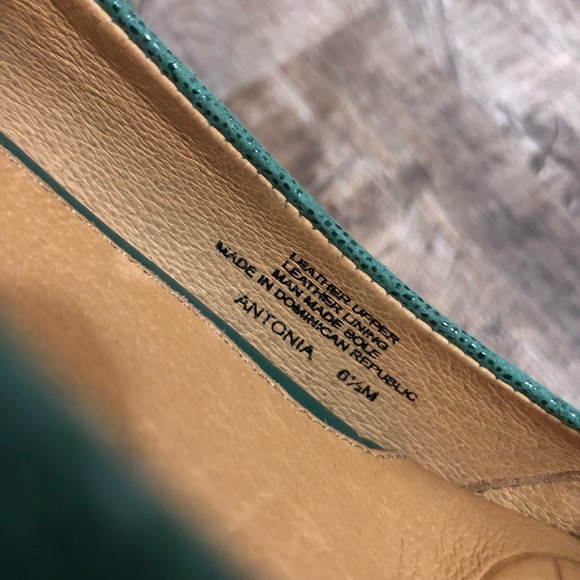 LEATHER UPPER
LEATHER LINING
MAN MADE SOLE
MADE IN DOMINICAN REPUBLIC
ANTONIA 6½M